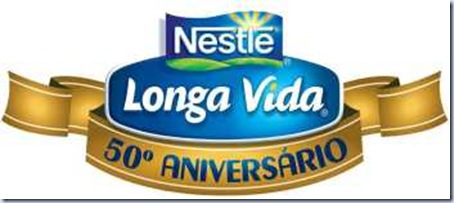 Nestlé
Longa Vida
50º ANIVERSÁRIO